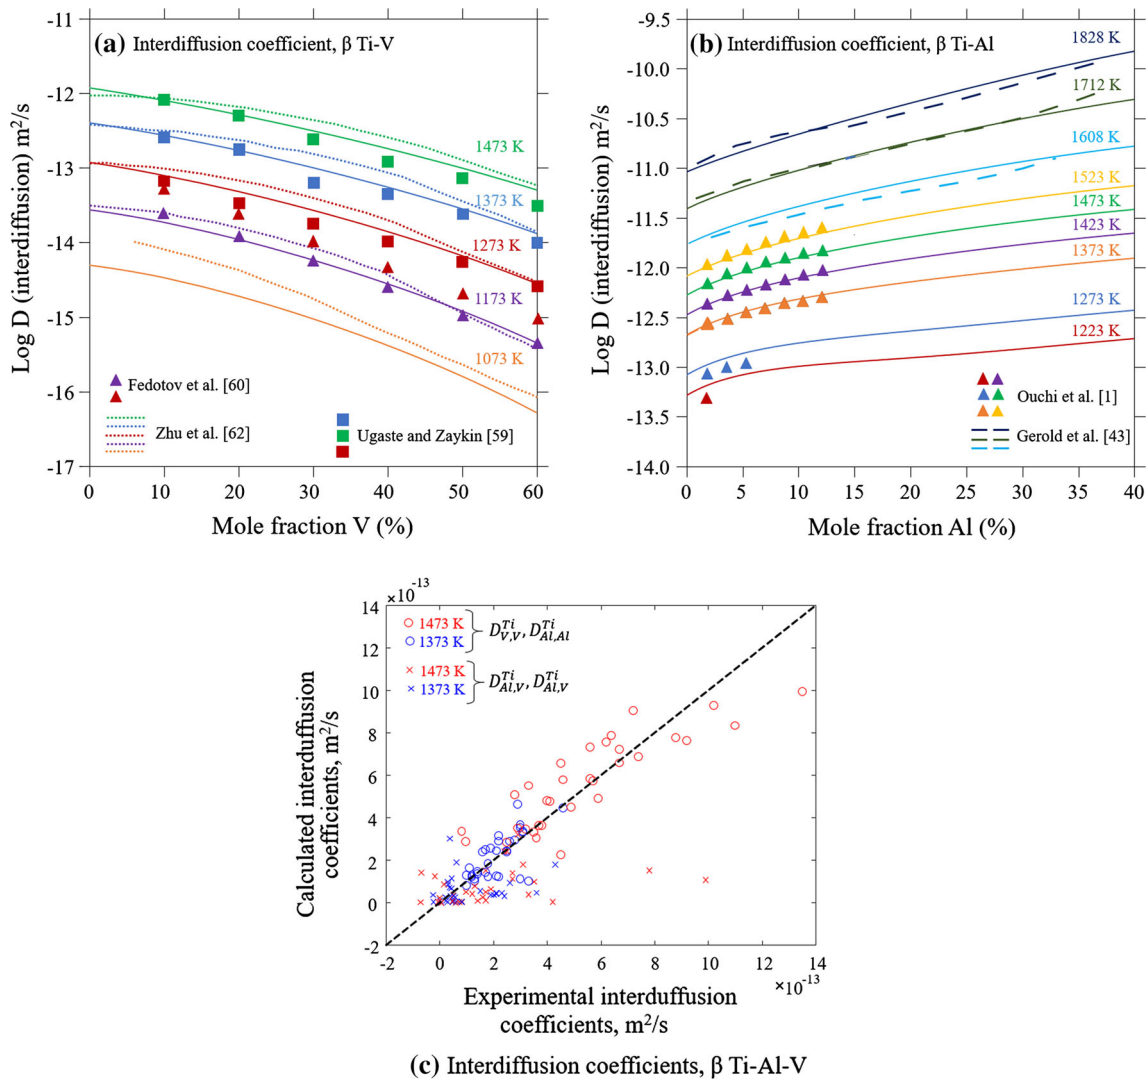 (a) Interdiffusion coefficient, β Ti-V
Log D (interdiffusion) m²/s
-11
-12
-13
-14
-15
-16
-17
1473 K
1373 K
1273 K
1173 K
1073 K
Fedotov et al. [60]
Zhu et al. [62]
Ugaste and Zaykin [59]
0 10 20 30 40 50 60
Mole fraction V (%)
(b) Interdiffusion coefficient, β Ti-Al
Log D (interdiffusion) m²/s
-9.5
-10.0
-10.5
-11.0
-11.5
-12.0
-12.5
-13.0
-13.5
-14.0
1828 K
1712 K
1608 K
1523 K
1473 K
1423 K
1373 K
1273 K
1223 K
Ouchi et al. [1]
Gerold et al. [43]
0 5 10 15 20 25 30 35 40
Mole fraction Al (%)
×10⁻¹³
14
12
10
8
6
4
2
0
-2
Calculated interduffusion
coefficients, m²/s
1473 K
1373 K
D^{Ti}_{V,V}, D^{Ti}_{Al,Al}
1473 K
1373 K
D^{Ti}_{Al,V}, D^{Ti}_{Al,V}
-2 0 2 4 6 8 10 12 14
×10⁻¹³
Experimental interduffusion
coefficients, m²/s
(c) Interdiffusion coefficients, β Ti-Al-V